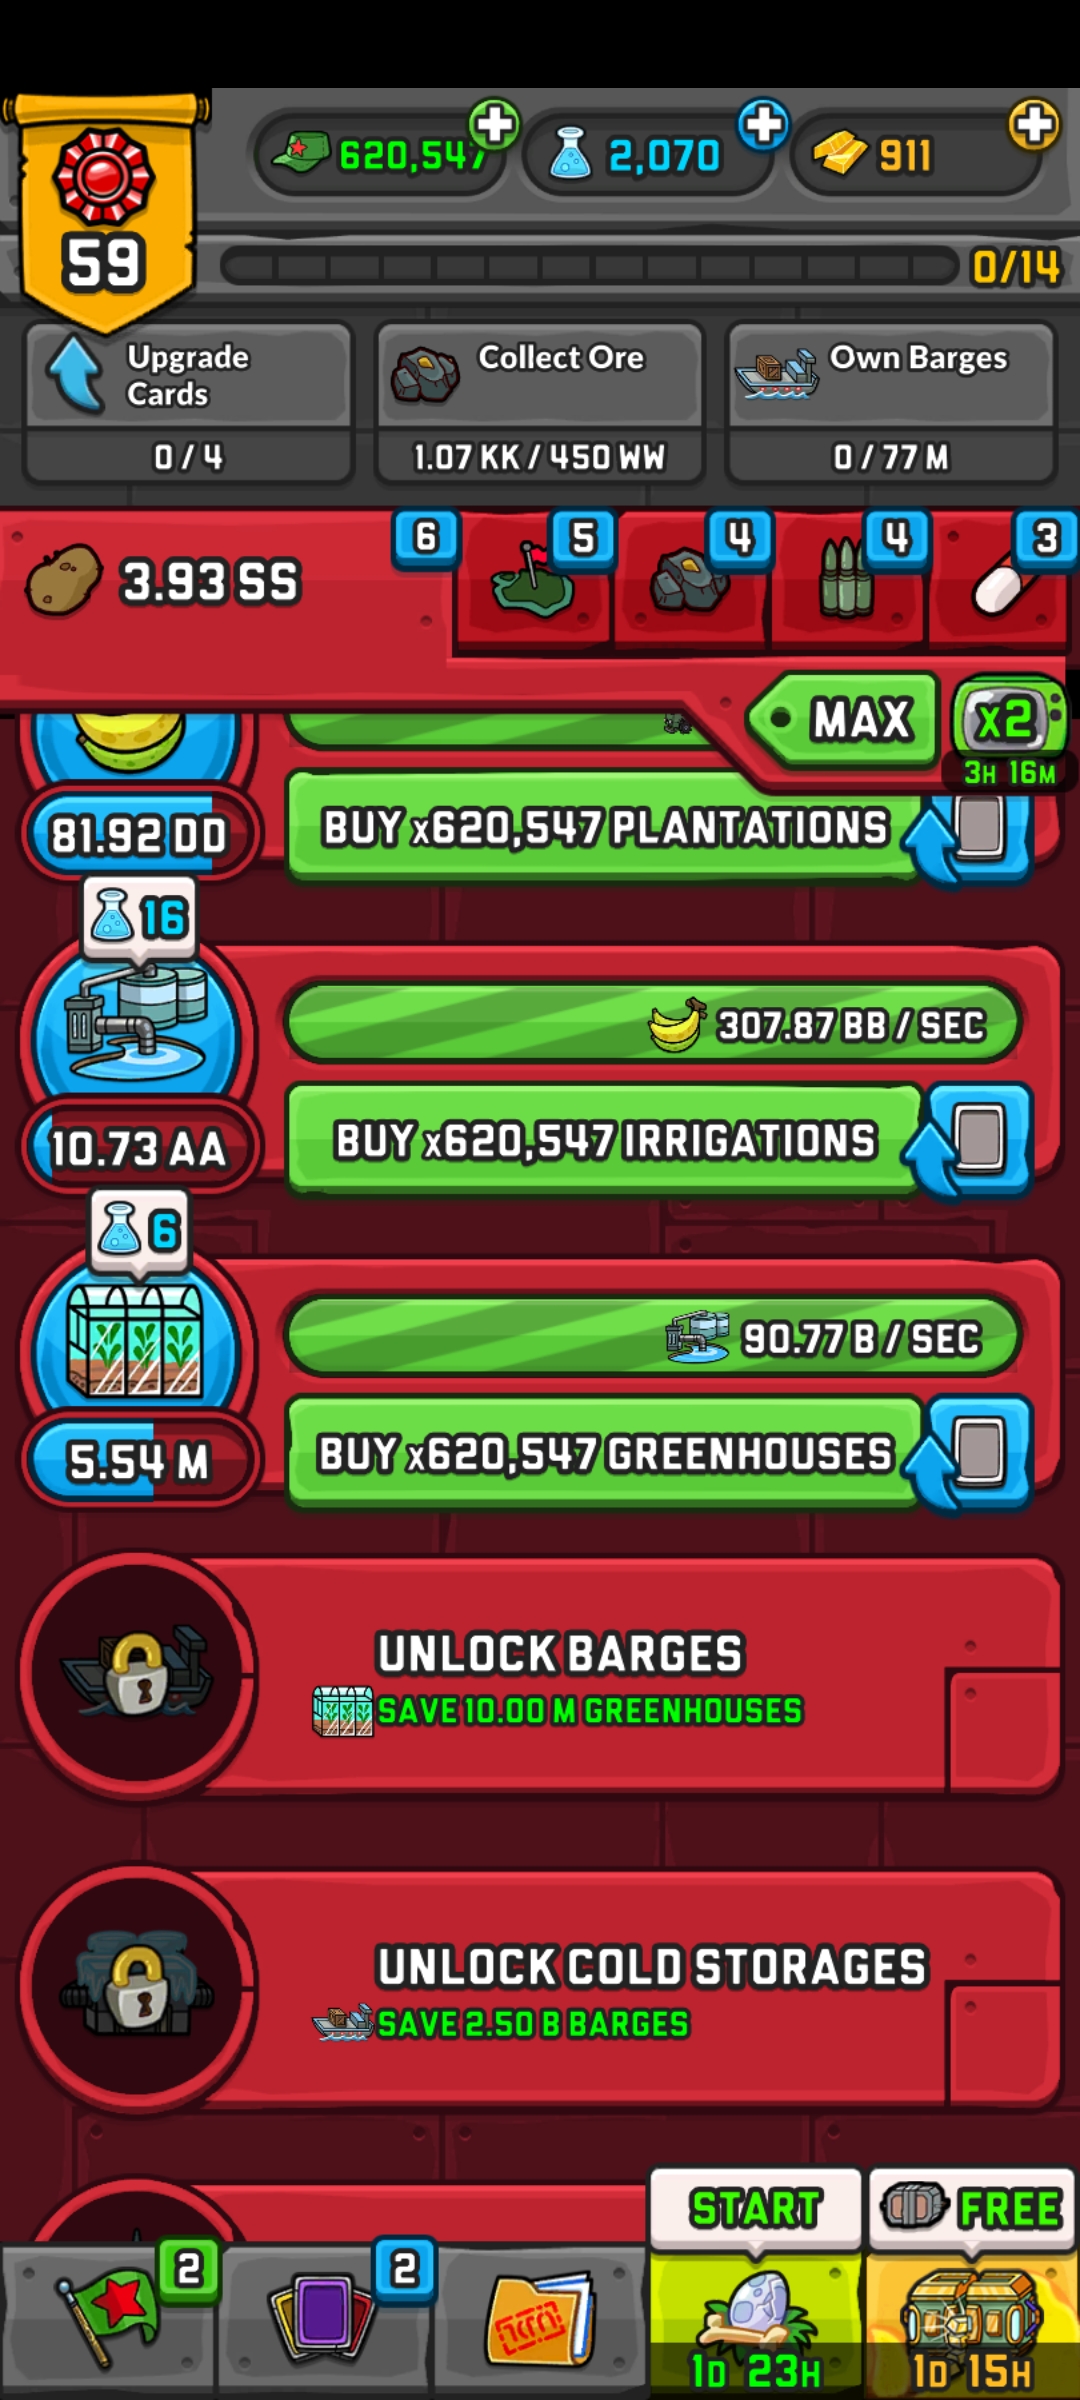 620,547
2,070
911
59
0/14
Upgrade
Cards
0 / 4
Collect Ore
1.07 KK / 450 WW
Own Barges
0 / 77 M
3.93 SS
6
5
4
4
3
MAX
x2
3H 16M
81.92 DD
BUY x620,547 PLANTATIONS
16
307.87 BB / SEC
10.73 AA
BUY x620,547 IRRIGATIONS
6
90.77 B / SEC
5.54 M
BUY x620,547 GREENHOUSES
UNLOCK BARGES
SAVE 10.00 M GREENHOUSES
UNLOCK COLD STORAGES
SAVE 2.50 B BARGES
START
FREE
2
2
1D 23H
1D 15H